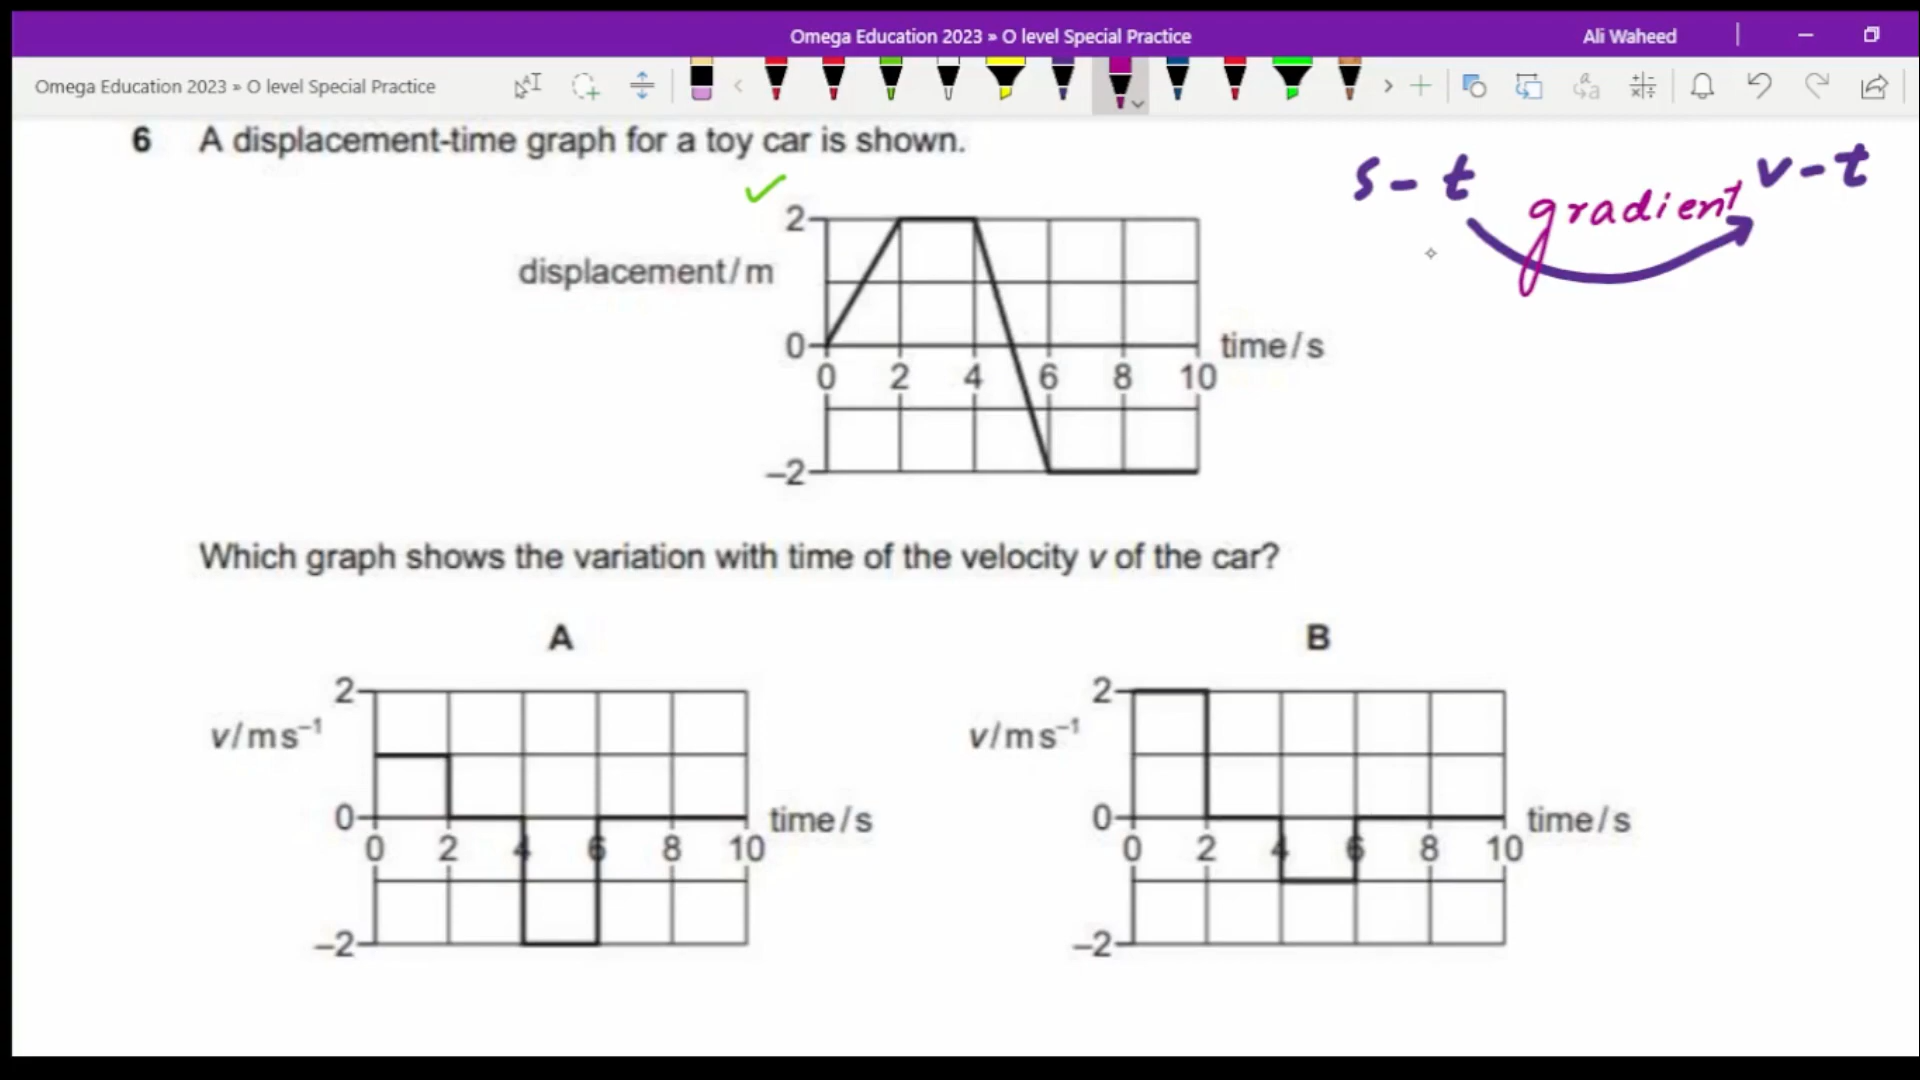 Omega Education 2023 » O level Special Practice
Ali Waheed
Omega Education 2023 » O level Special Practice
6 A displacement-time graph for a toy car is shown.
s - t gradient v - t
2
displacement/m
0
time/s
0 2 4 6 8 10
–2
Which graph shows the variation with time of the velocity v of the car?
A
2
v/ms⁻¹
0
time/s
0 2 4 6 8 10
–2
B
2
v/ms⁻¹
0
time/s
0 2 4 6 8 10
–2